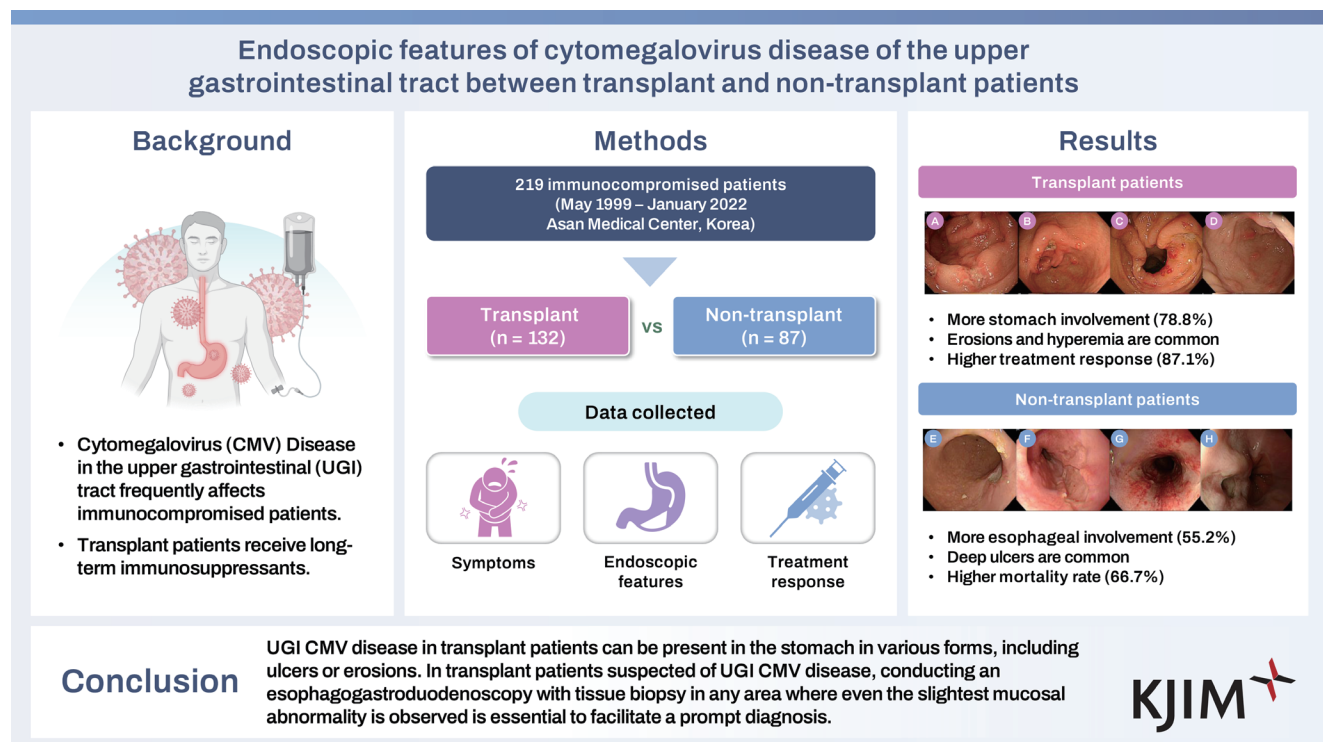 Endoscopic features of cytomegalovirus disease of the upper
gastrointestinal tract between transplant and non-transplant patients
Background
• Cytomegalovirus (CMV) Disease
in the upper gastrointestinal (UGI)
tract frequently affects
immunocompromised patients.
• Transplant patients receive long-
term immunosuppressants.
Methods
219 immunocompromised patients
(May 1999 – January 2022
Asan Medical Center, Korea)
Transplant
(n = 132)
vs
Non-transplant
(n = 87)
Data collected
Symptoms
Endoscopic
features
Treatment
response
Results
Transplant patients
A B C D
• More stomach involvement (78.8%)
• Erosions and hyperemia are common
• Higher treatment response (87.1%)
Non-transplant patients
E F G H
• More esophageal involvement (55.2%)
• Deep ulcers are common
• Higher mortality rate (66.7%)
Conclusion
UGI CMV disease in transplant patients can be present in the stomach in various forms, including
ulcers or erosions. In transplant patients suspected of UGI CMV disease, conducting an
esophagogastroduodenoscopy with tissue biopsy in any area where even the slightest mucosal
abnormality is observed is essential to facilitate a prompt diagnosis.
KJIM